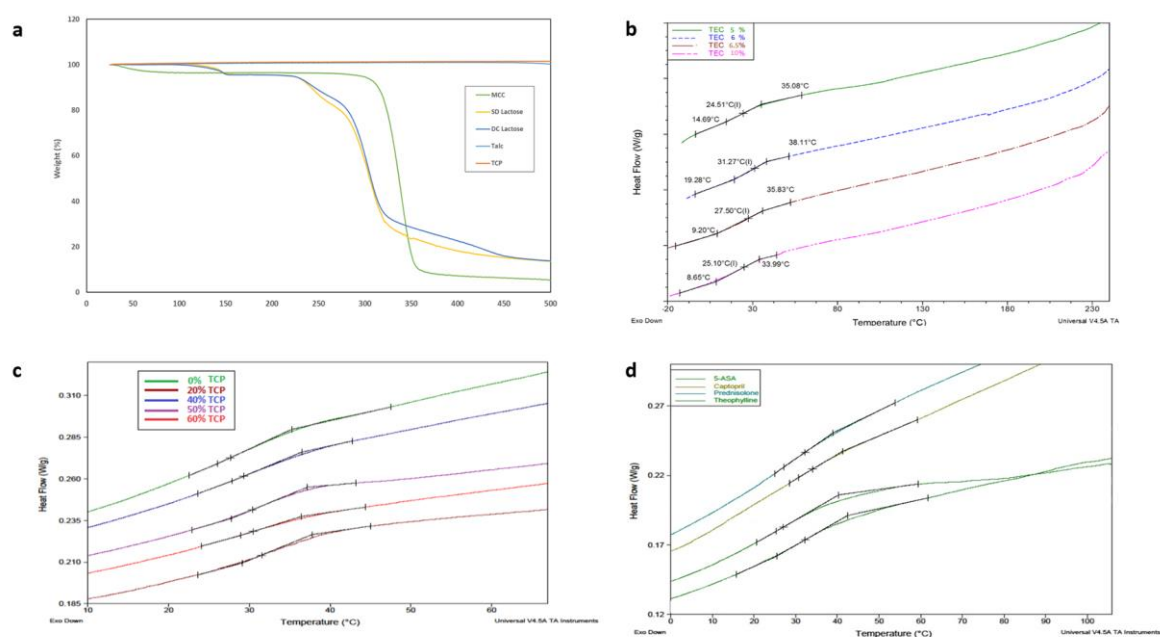 a
120
100
80
60
40
20
0
Weight (%)
0 50 100 150 200 250 300 350 400 450 500
MCC
SD Lactose
DC Lactose
Talc
TCP
b
TEC 5 %
TEC 6 %
TEC 6.5%
TEC 10%
Heat Flow (W/g)
35.08°C
24.51°C(I)
14.69°C
38.11°C
31.27°C(I)
19.28°C
35.83°C
27.50°C(I)
9.20°C
25.10°C(I)
33.99°C
8.65°C
-20 30 80 130 180 230
Exo Down
Temperature (°C)
Universal V4.5A TA
c
0% TCP
20% TCP
40% TCP
50% TCP
60% TCP
0.310
0.285
0.260
0.235
0.210
0.185
Heat Flow (W/g)
10 20 30 40 50 60
Exo Down
Temperature (°C)
Universal V4.5A TA Instruments
d
5-ASA
Captopril
Prednisolone
Theophylline
0.27
0.22
0.17
0.12
Heat Flow (W/g)
0 10 20 30 40 50 60 70 80 90 100
Exo Down
Temperature (°C)
Universal V4.5A TA Instruments